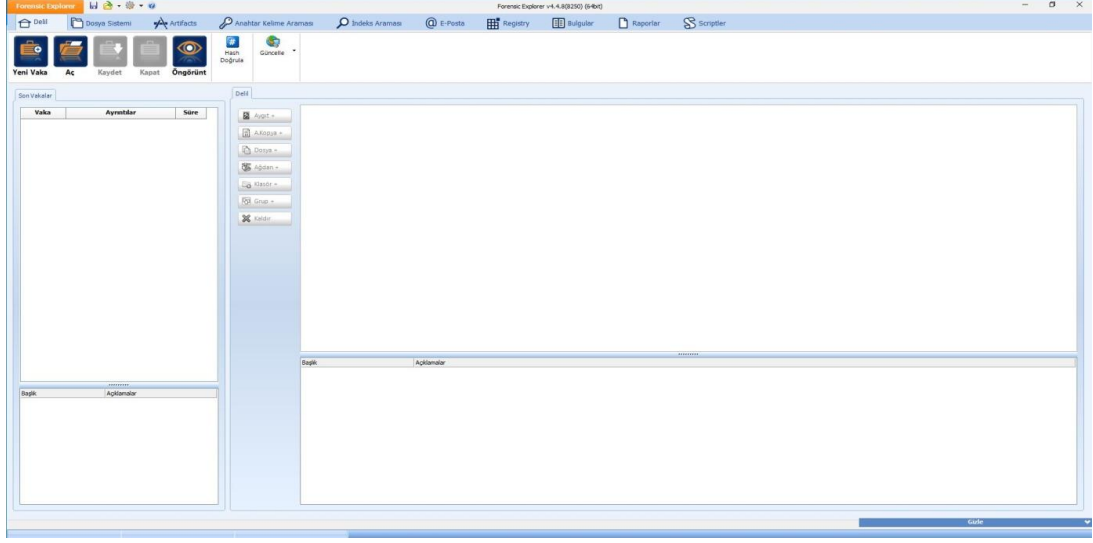 Forensic Explorer
Forensic Explorer v4.4.8(8250) (64bit)
Delil
Dosya Sistemi
Artifacts
Anahtar Kelime Araması
İndeks Araması
E-Posta
Registry
Bulgular
Raporlar
Scriptler
Yeni Vaka
Aç
Kaydet
Kapat
Öngörünt
Hash
Doğrula
Güncelle
Son Vakalar
Vaka Ayrıntılar Süre
Başlık Açıklamalar
Delil
Aygıt +
A.Kopya +
Dosya +
Ağdan +
Klasör +
Grup +
Kaldır
Başlık Açıklamalar
Gizle